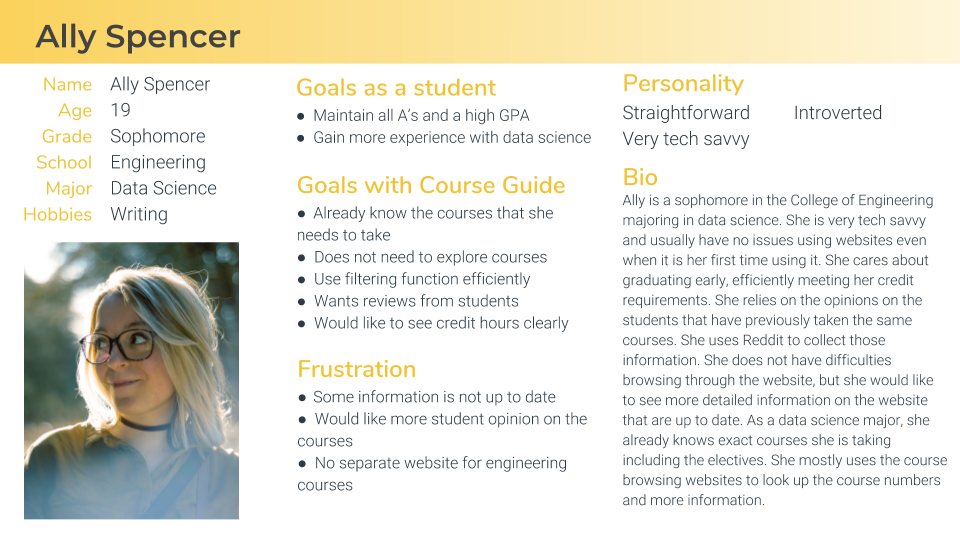 Ally Spencer
Name Ally Spencer
Age 19
Grade Sophomore
School Engineering
Major Data Science
Hobbies Writing
Goals as a student
● Maintain all A's and a high GPA
● Gain more experience with data science
Goals with Course Guide
● Already know the courses that she
needs to take
● Does not need to explore courses
● Use filtering function efficiently
● Wants reviews from students
● Would like to see credit hours clearly
Frustration
● Some information is not up to date
● Would like more student opinion on the
courses
● No separate website for engineering
courses
Personality
Straightforward Introverted
Very tech savvy
Bio
Ally is a sophomore in the College of Engineering
majoring in data science. She is very tech savvy
and usually have no issues using websites even
when it is her first time using it. She cares about
graduating early, efficiently meeting her credit
requirements. She relies on the opinions on the
students that have previously taken the same
courses. She uses Reddit to collect those
information. She does not have difficulties
browsing through the website, but she would like
to see more detailed information on the website
that are up to date. As a data science major, she
already knows exact courses she is taking
including the electives. She mostly uses the course
browsing websites to look up the course numbers
and more information.